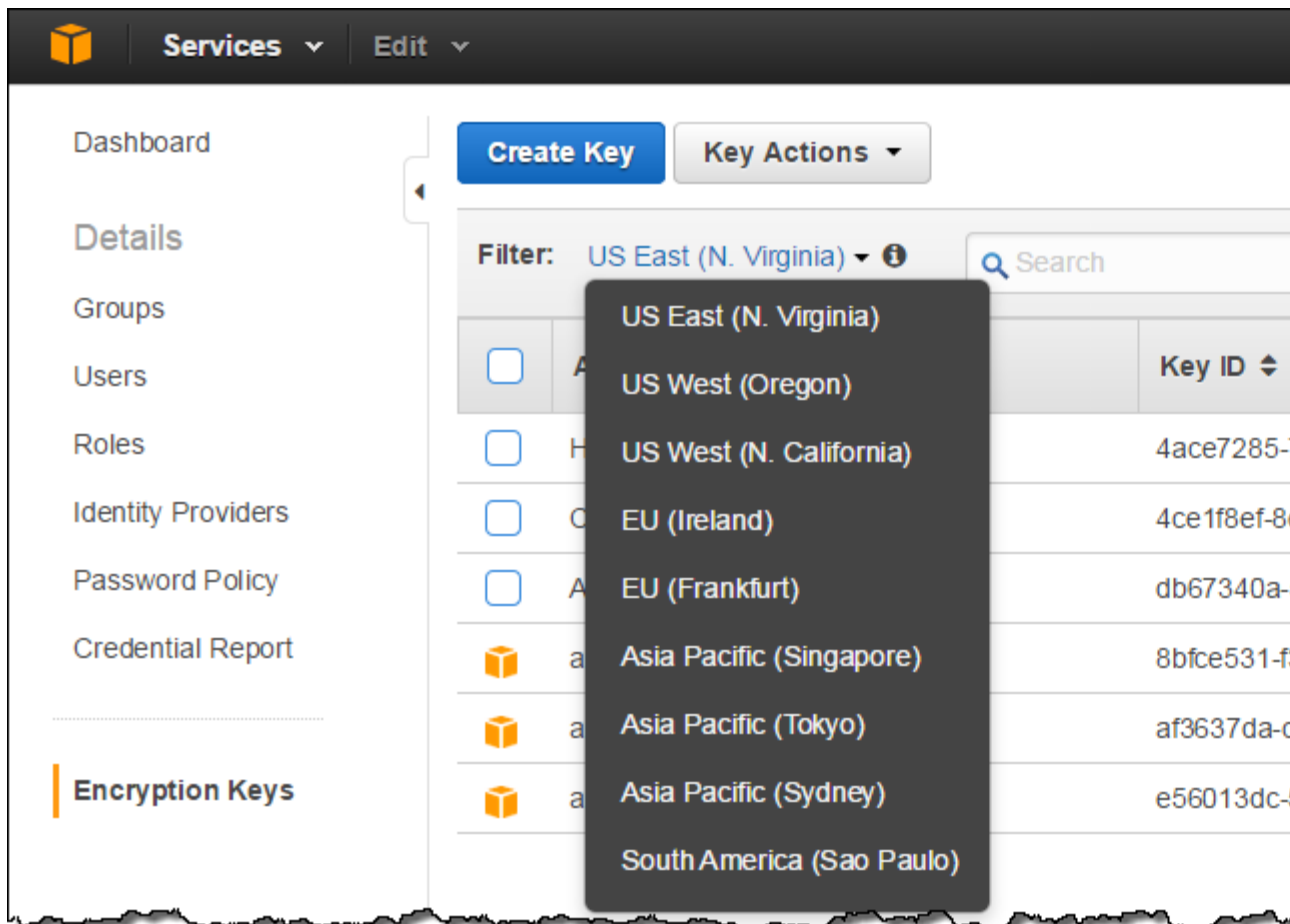 Services Edit
Dashboard
Details
Groups
Users
Roles
Identity Providers
Password Policy
Credential Report
Encryption Keys
Create Key Key Actions
Filter: US East (N. Virginia) Search
US East (N. Virginia)
US West (Oregon)
US West (N. California)
EU (Ireland)
EU (Frankfurt)
Asia Pacific (Singapore)
Asia Pacific (Tokyo)
Asia Pacific (Sydney)
South America (Sao Paulo)
Key ID
4ace7285-
4ce1f8ef-8
db67340a-
8bfce531-f
af3637da-c
e56013dc-